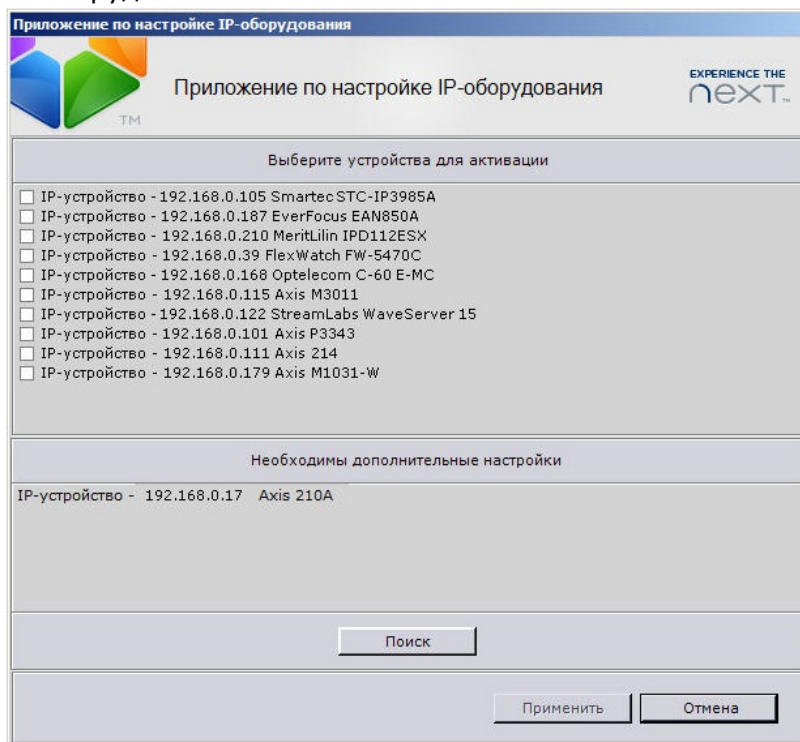 Приложение по настройке IP-оборудования
Приложение по настройке IP-оборудования
EXPERIENCE THE
next™
TM
Выберите устройства для активации
IP-устройство - 192.168.0.105 Smartec STC-IP3985A
IP-устройство - 192.168.0.187 EverFocus EAN850A
IP-устройство - 192.168.0.210 MeritLilin IPD112ESX
IP-устройство - 192.168.0.39 FlexWatch FW-5470C
IP-устройство - 192.168.0.168 Optelecom C-60 E-MC
IP-устройство - 192.168.0.115 Axis M3011
IP-устройство - 192.168.0.122 StreamLabs WaveServer 15
IP-устройство - 192.168.0.101 Axis P3343
IP-устройство - 192.168.0.111 Axis 214
IP-устройство - 192.168.0.179 Axis M1031-W
Необходимы дополнительные настройки
IP-устройство - 192.168.0.17 Axis 210A
Поиск
Применить
Отмена